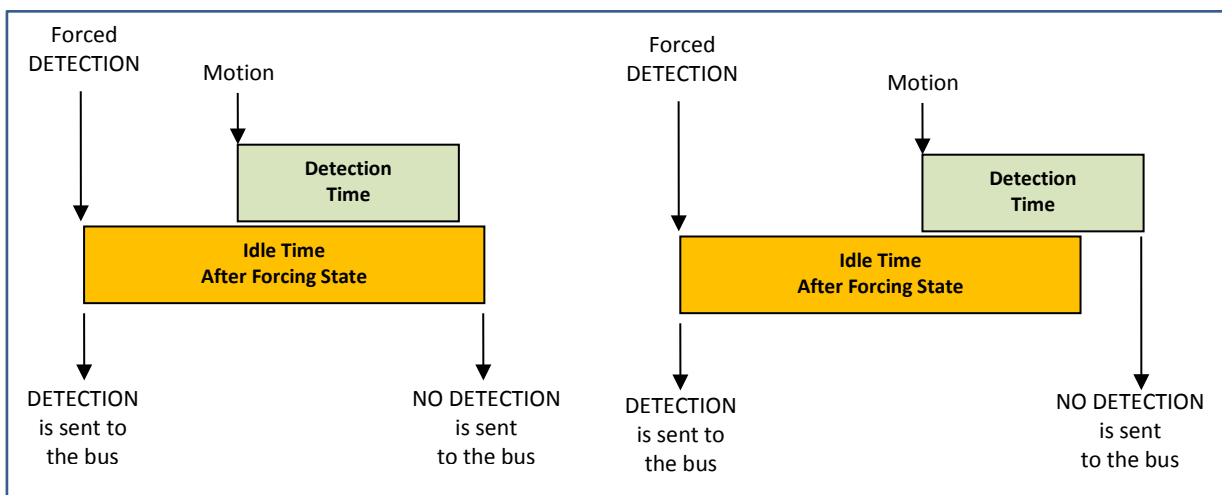 Forced
DETECTION
Motion
Detection
Time
Idle Time
After Forcing State
DETECTION
is sent to
the bus
NO DETECTION
is sent
to the bus
Forced
DETECTION
Motion
Detection
Time
Idle Time
After Forcing State
DETECTION
is sent to
the bus
NO DETECTION
is sent
to the bus